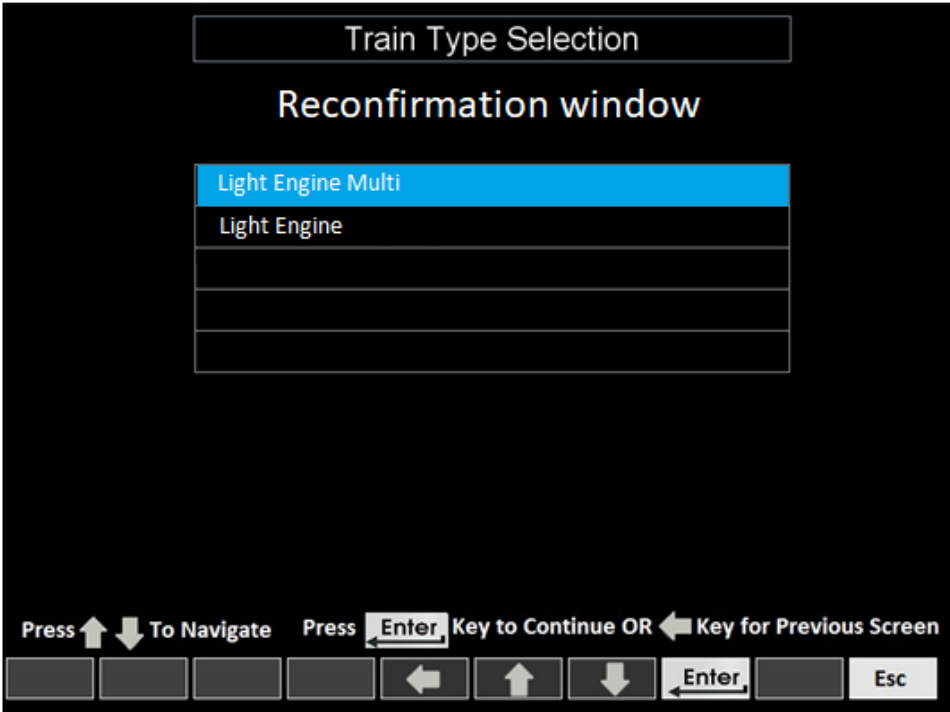 Train Type Selection
Reconfirmation window
Light Engine Multi
Light Engine
Press To Navigate Press Enter Key to Continue OR Key for Previous Screen
Enter Esc